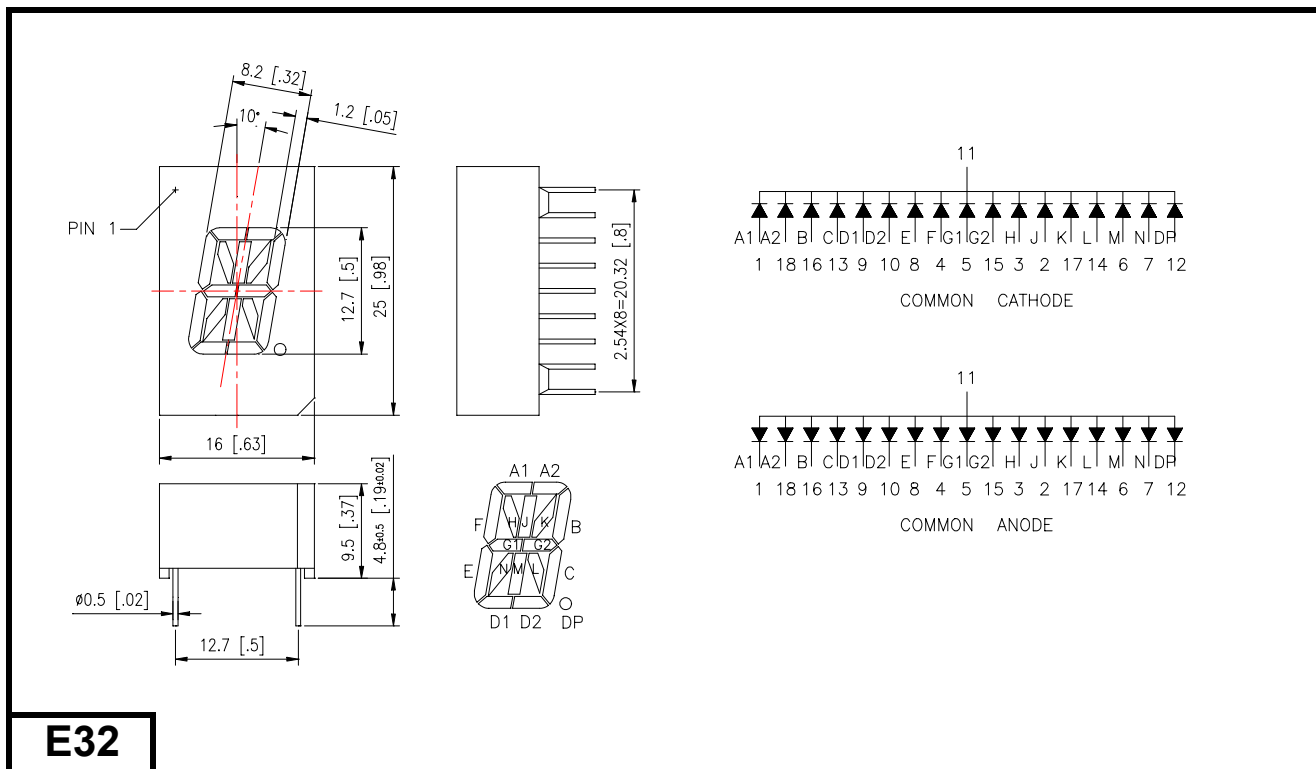 8.2 [.32]
10°
1.2 [.05]
PIN 1
12.7 [.5]
25 [.98]
16 [.63]
2.54X8=20.32 [.8]
9.5 [.37]
4.8±0.5 [.19±0.02]
ø0.5 [.02]
12.7 [.5]
A1 A2
F H J K B
G1 G2
E N M L C
D1 D2 DP
11
A1 A2 B C D1 D2 E F G1 G2 H J K L M N DP
1 18 16 13 9 10 8 4 5 15 3 2 17 14 6 7 12
COMMON CATHODE
11
A1 A2 B C D1 D2 E F G1 G2 H J K L M N DP
1 18 16 13 9 10 8 4 5 15 3 2 17 14 6 7 12
COMMON ANODE
E32